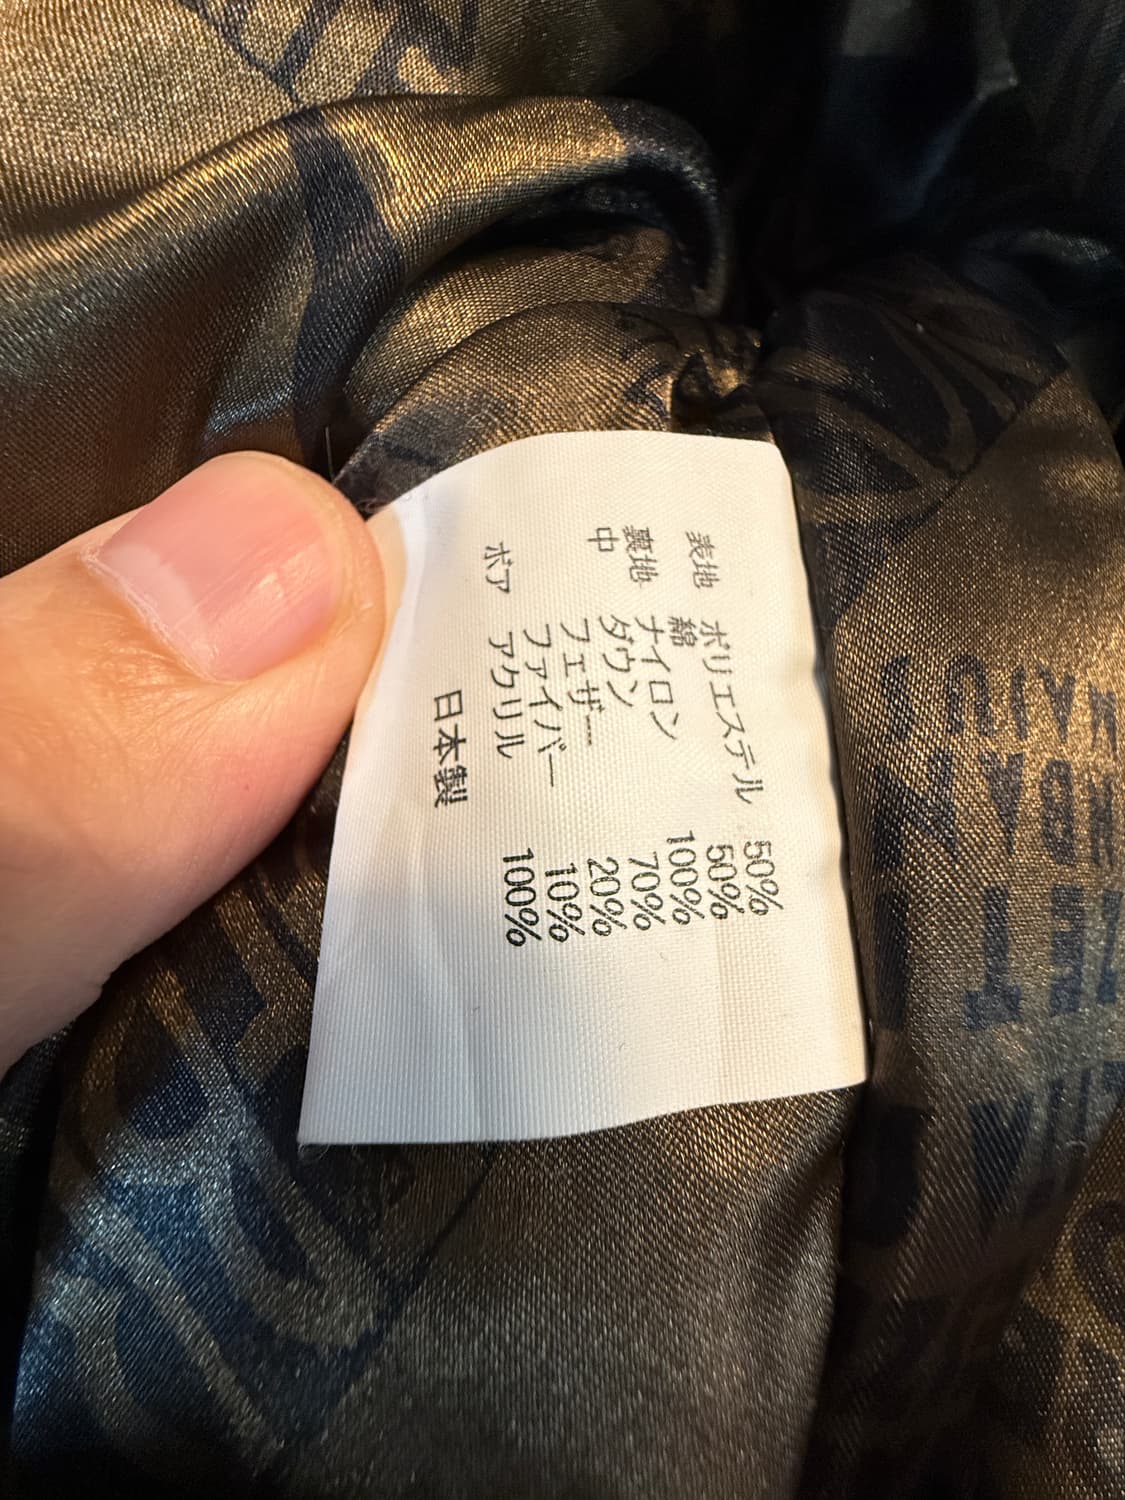 表地 ポリエステル 50%
綿 50%
裏地 ナイロン 100%
中 ダウン 70%
フェザー 20%
ファイバー 10%
ボア アクリル 100%
日本製